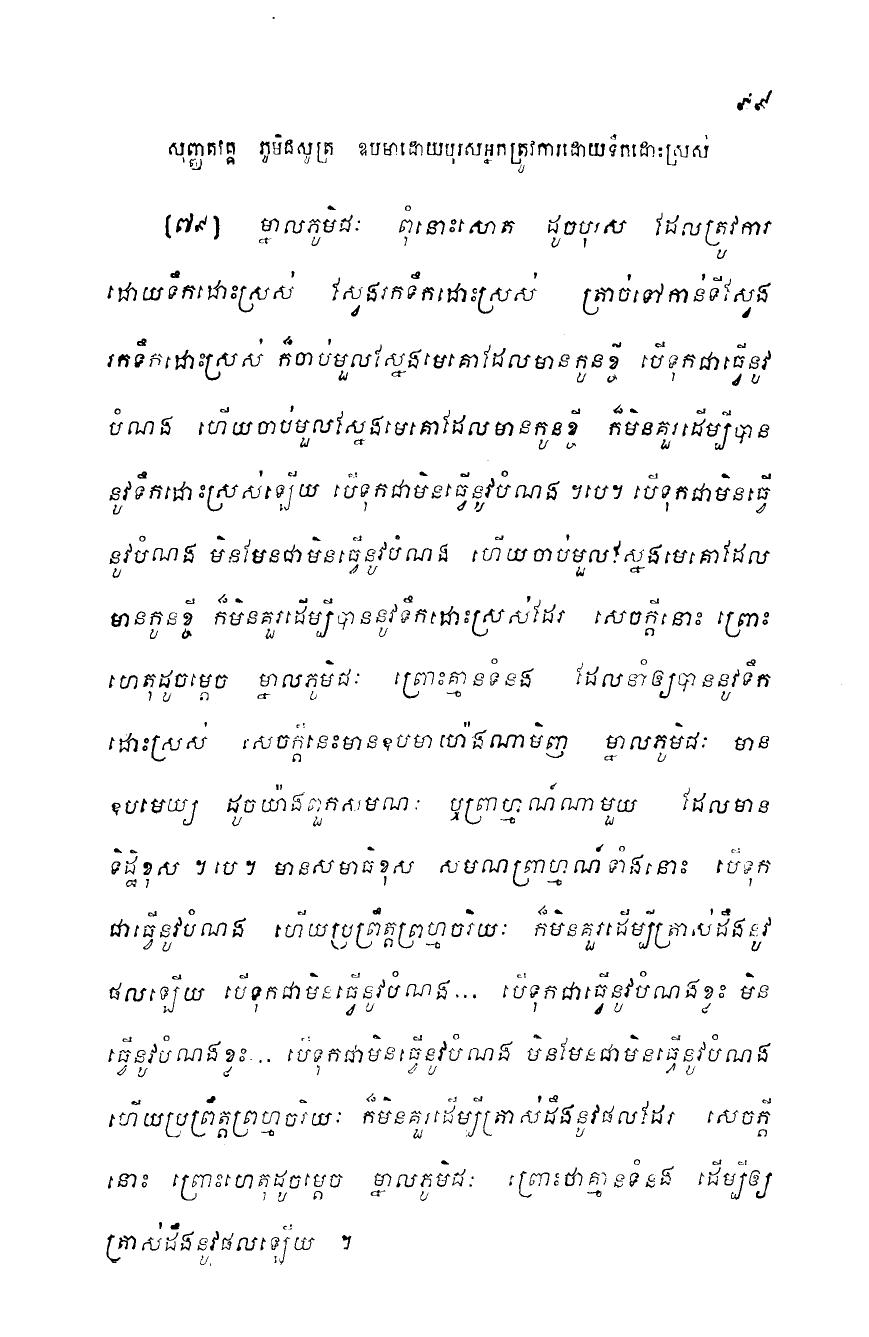 ៩៩
សុញ្ញតវគ្គ ភូមិជសូត្រ ឧបមាដោយបុរសអ្នកត្រូវការដោយទឹកដោះស្រស់
[៧៩] ម្នាលភូមិជៈ ពុំនោះសោត ដូចបុរស ដែលត្រូវការ
ដោយទឹកដោះស្រស់ ស្វែងរកទឹកដោះស្រស់ ត្រាច់ទៅកាន់ទីស្វែង
រកទឹកដោះស្រស់ ក៏ចាប់មួលស្នែងមេគោដែលមានកូនខ្ចី បើទុកជាធ្វើនូវ
បំណង ហើយចាប់មួលស្នែងមេគោដែលមានកូនខ្ចី ក៏មិនគួរដើម្បីបាន
នូវទឹកដោះស្រស់ឡើយ បើទុកជាមិនធ្វើនូវបំណង ។បេ។ បើទុកជាមិនធ្វើ
នូវបំណង មិនមែនជាមិនធ្វើនូវបំណង ហើយចាប់មួលស្នែងមេគោដែល
មានកូនខ្ចី ក៏មិនគួរដើម្បីបាននូវទឹកដោះស្រស់ដែរ សេចក្តីនោះ ព្រោះ
ហេតុដូចម្តេច ម្នាលភូមិជៈ ព្រោះគ្មានទំនង ដែលនាំឲ្យបាននូវទឹក
ដោះស្រស់ សេចក្តីនេះមានឧបមាយ៉ាងណាមិញ ម្នាលភូមិជៈ មាន
ឧបមេយ្យ ដូចយ៉ាងពួកសមណៈ ឬព្រាហ្មណ៍ណាមួយ ដែលមាន
ទិដ្ឋិខុស ។បេ។ មានសមាធិខុស សមណព្រាហ្មណ៍ទាំងនោះ បើទុក
ជាធ្វើនូវបំណង ហើយប្រព្រឹត្តព្រហ្មចរិយៈ ក៏មិនគួរដើម្បីត្រាស់ដឹងនូវ
ផលឡើយ បើទុកជាមិនធ្វើនូវបំណង... បើទុកជាធ្វើនូវបំណងខ្លះ មិន
ធ្វើនូវបំណងខ្លះ... បើទុកជាមិនធ្វើនូវបំណង មិនមែនជាមិនធ្វើនូវបំណង
ហើយប្រព្រឹត្តព្រហ្មចរិយៈ ក៏មិនគួរដើម្បីត្រាស់ដឹងនូវផលដែរ សេចក្តី
នោះ ព្រោះហេតុដូចម្តេច ម្នាលភូមិជៈ ព្រោះថាគ្មានទំនង ដើម្បីឲ្យ
ត្រាស់ដឹងនូវផលឡើយ ។